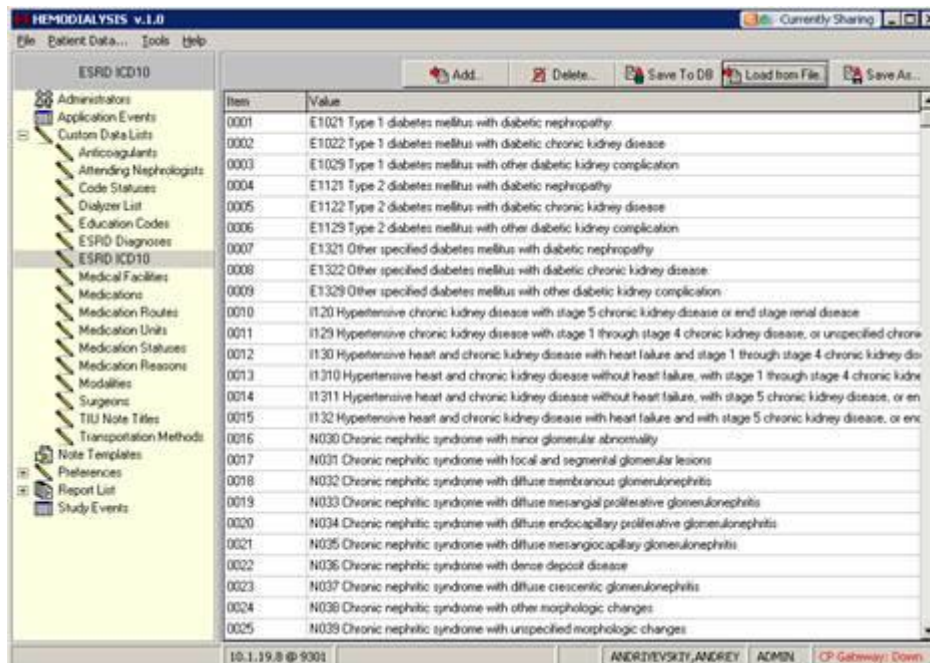 HEMODIALYSIS v.1.0
Currently Sharing
File Patient Data... Tools Help
ESRD ICD10
Add... Delete... Save To DB Load from File Save As...
Administrators
Application Events
Custom Data Lists
Anticoagulants
Attending Nephrologists
Code Statuses
Dialyzer List
Education Codes
ESRD Diagnoses
ESRD ICD10
Medical Facilities
Medications
Medication Routes
Medication Units
Medication Statuses
Medication Reasons
Modalities
Surgeons
TIU Note Titles
Transportation Methods
Note Templates
Preferences
Report List
Study Events
Item Value
0001 E1021 Type 1 diabetes mellitus with diabetic nephropathy
0002 E1022 Type 1 diabetes mellitus with diabetic chronic kidney disease
0003 E1029 Type 1 diabetes mellitus with other diabetic kidney complication
0004 E1121 Type 2 diabetes mellitus with diabetic nephropathy
0005 E1122 Type 2 diabetes mellitus with diabetic chronic kidney disease
0006 E1129 Type 2 diabetes mellitus with other diabetic kidney complication
0007 E1321 Other specified diabetes mellitus with diabetic nephropathy
0008 E1322 Other specified diabetes mellitus with diabetic chronic kidney disease
0009 E1329 Other specified diabetes mellitus with other diabetic kidney complication
0010 I120 Hypertensive chronic kidney disease with stage 5 chronic kidney disease or end stage renal disease
0011 I129 Hypertensive chronic kidney disease with stage 1 through stage 4 chronic kidney disease, or unspecified chroni
0012 I130 Hypertensive heart and chronic kidney disease with heart failure and stage 1 through stage 4 chronic kidney dis
0013 I1310 Hypertensive heart and chronic kidney disease without heart failure, with stage 1 through stage 4 chronic kidne
0014 I1311 Hypertensive heart and chronic kidney disease without heart failure, with stage 5 chronic kidney disease, or en
0015 I132 Hypertensive heart and chronic kidney disease with heart failure and with stage 5 chronic kidney disease, or end
0016 N030 Chronic nephritic syndrome with minor glomerular abnormality
0017 N031 Chronic nephritic syndrome with focal and segmental glomerular lesions
0018 N032 Chronic nephritic syndrome with diffuse membranous glomerulonephritis
0019 N033 Chronic nephritic syndrome with diffuse mesangial proliferative glomerulonephritis
0020 N034 Chronic nephritic syndrome with diffuse endocapillary proliferative glomerulonephritis
0021 N035 Chronic nephritic syndrome with diffuse mesangiocapillary glomerulonephritis
0022 N036 Chronic nephritic syndrome with dense deposit disease
0023 N037 Chronic nephritic syndrome with diffuse crescentic glomerulonephritis
0024 N038 Chronic nephritic syndrome with other morphologic changes
0025 N039 Chronic nephritic syndrome with unspecified morphologic changes
10.1.19.8 @ 9301 ANDRIYEVSKIY,ANDREY ADMIN CP Gateway: Down